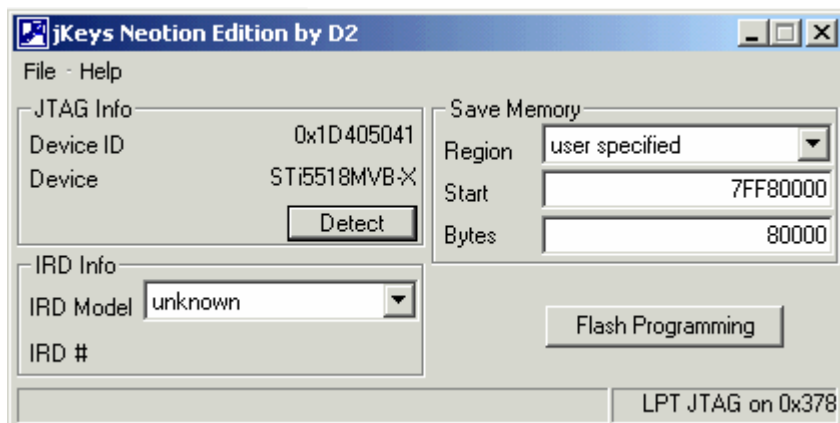 jKeys Neotion Edition by D2
File - Help
JTAG Info
Device ID 0x1D405041
Device STi5518MVB-X
Detect
IRD Info
IRD Model unknown
IRD #
Save Memory
Region user specified
Start 7FF80000
Bytes 80000
Flash Programming
LPT JTAG on 0x378